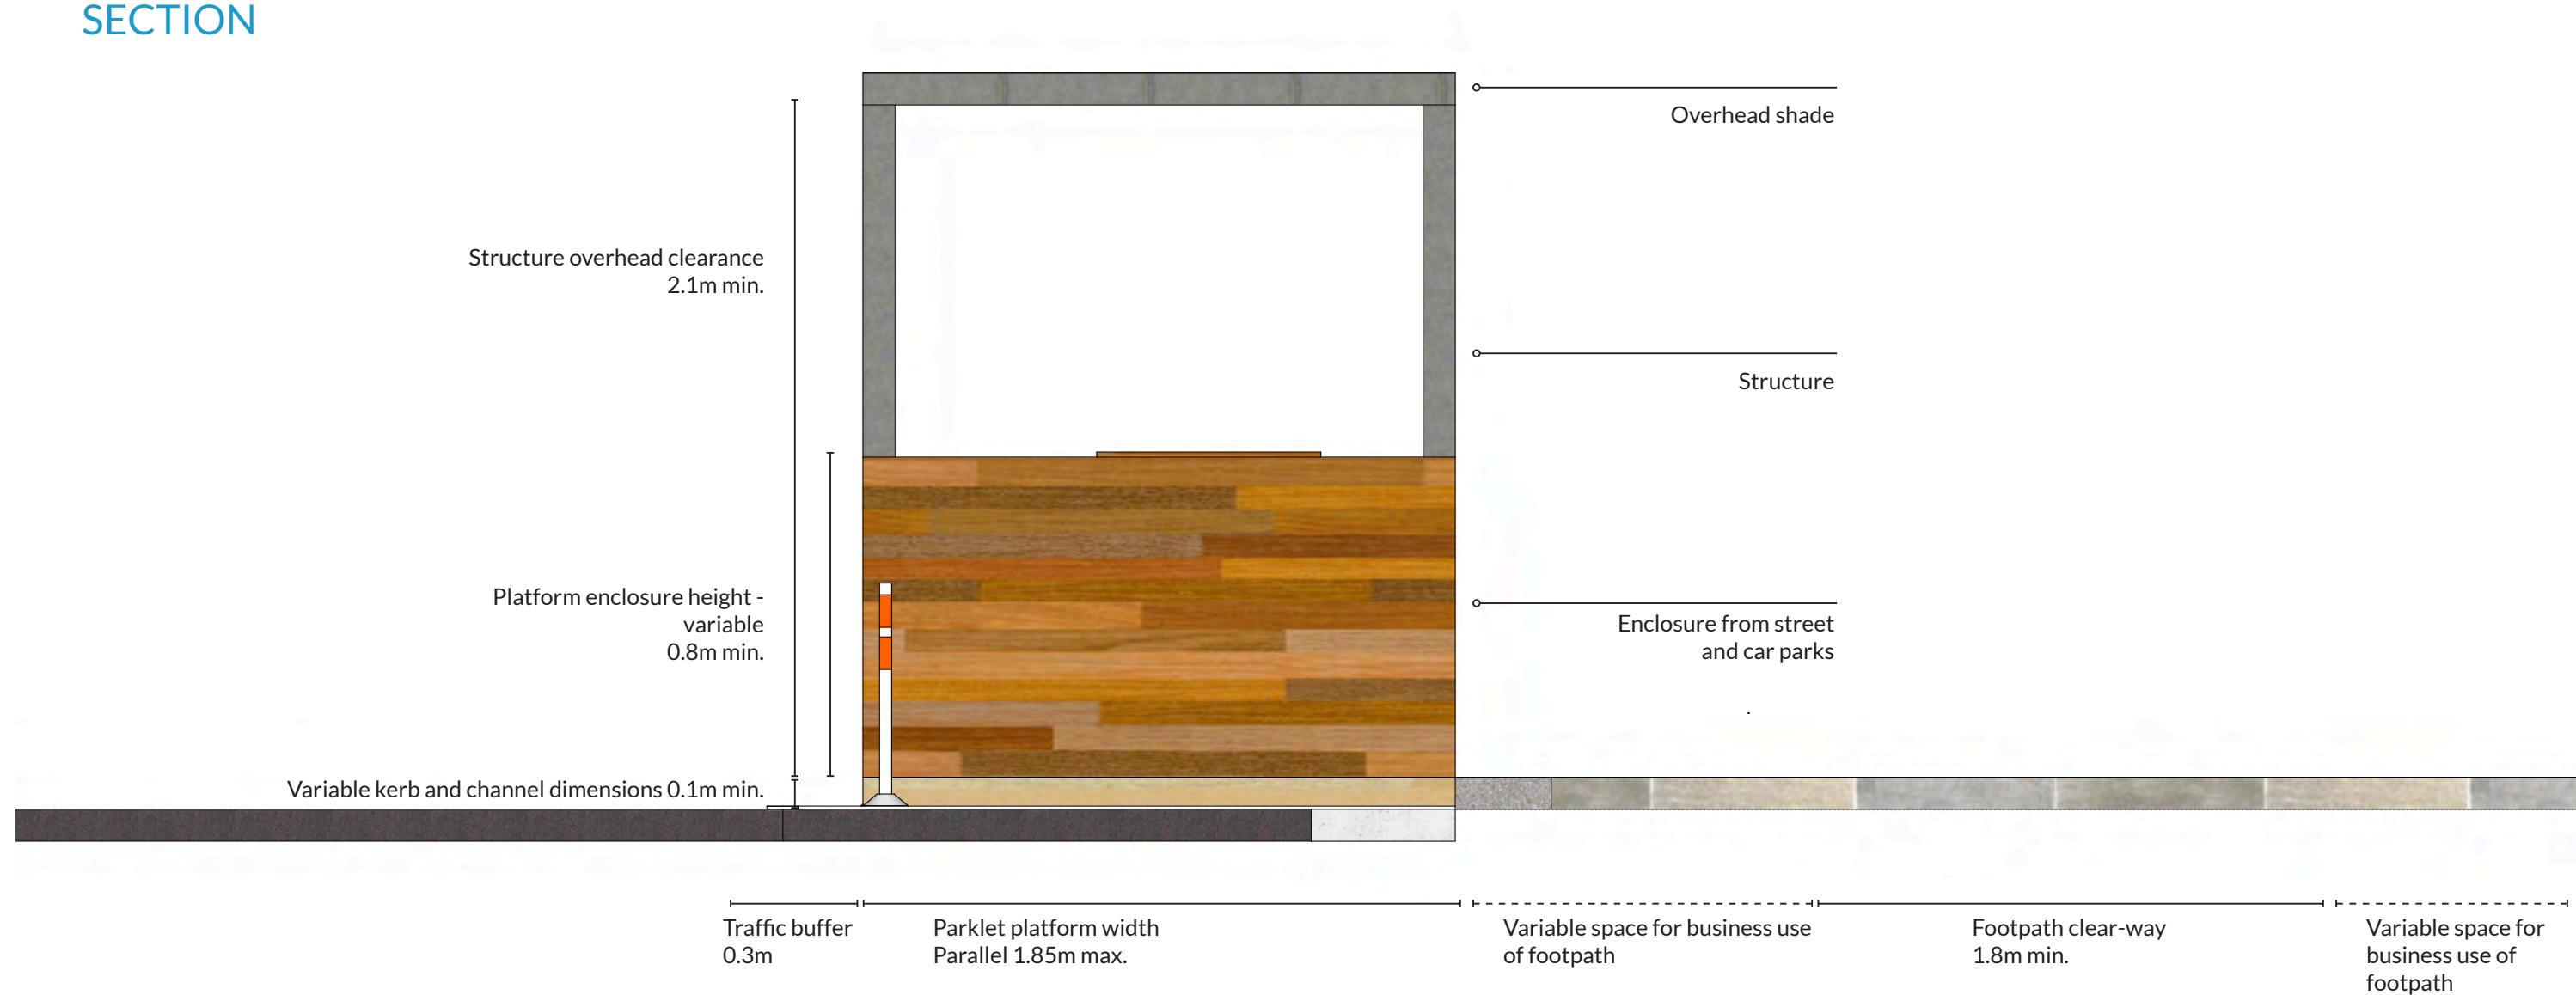 SECTION
Overhead shade
Structure overhead clearance
2.1m min.
Structure
Platform enclosure height -
variable
0.8m min.
Enclosure from street
and car parks
Variable kerb and channel dimensions 0.1m min.
Traffic buffer
0.3m
Parklet platform width
Parallel 1.85m max.
Variable space for business use
of footpath
Footpath clear-way
1.8m min.
Variable space for
business use of
footpath